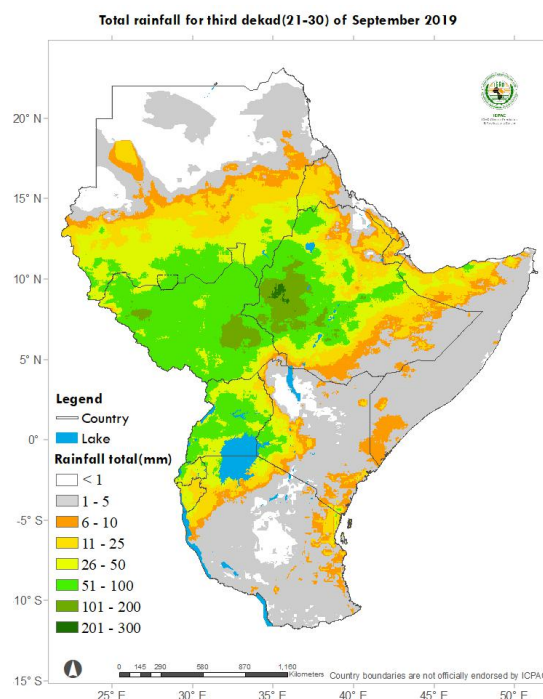 Total rainfall for third dekad(21-30) of September 2019
20° N
15° N
10° N
5° N
0°
5° S
10° S
15° S
ICPAC
Legend
Country
Lake
Rainfall total(mm)
< 1
1 - 5
6 - 10
11 - 25
26 - 50
51 - 100
101 - 200
201 - 300
0 145 290 580 870 1,160
Kilometers
Country boundaries are not officially endorsed by ICPAC
25° E 30° E 35° E 40° E 45° E 50° E